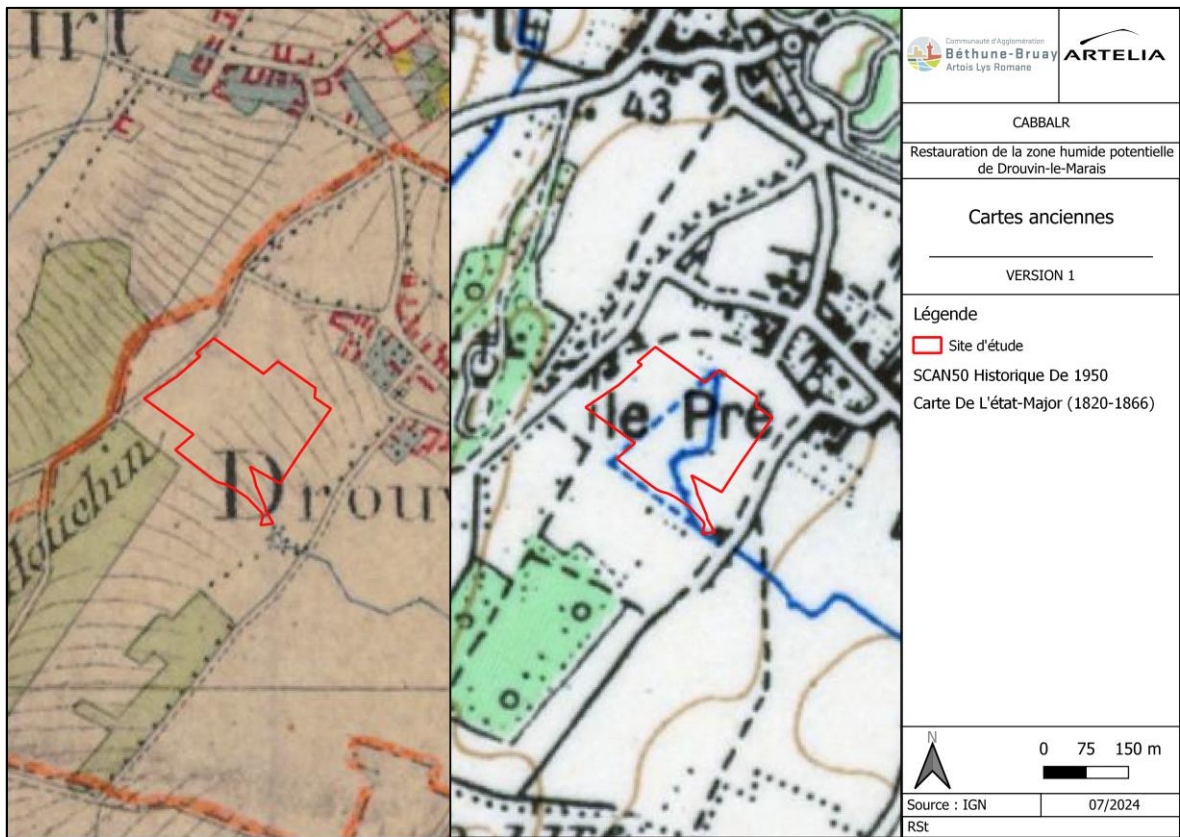 irt
Houchin
Drouv
43
le Pré
Communauté d'Agglomération
Béthune-Bruay
Artois Lys Romane
ARTELIA
CABBALR
Restauration de la zone humide potentielle
de Drouvin-le-Marais
Cartes anciennes
VERSION 1
Légende
Site d'étude
SCAN50 Historique De 1950
Carte De L'état-Major (1820-1866)
N
0 75 150 m
Source : IGN
07/2024
RSt